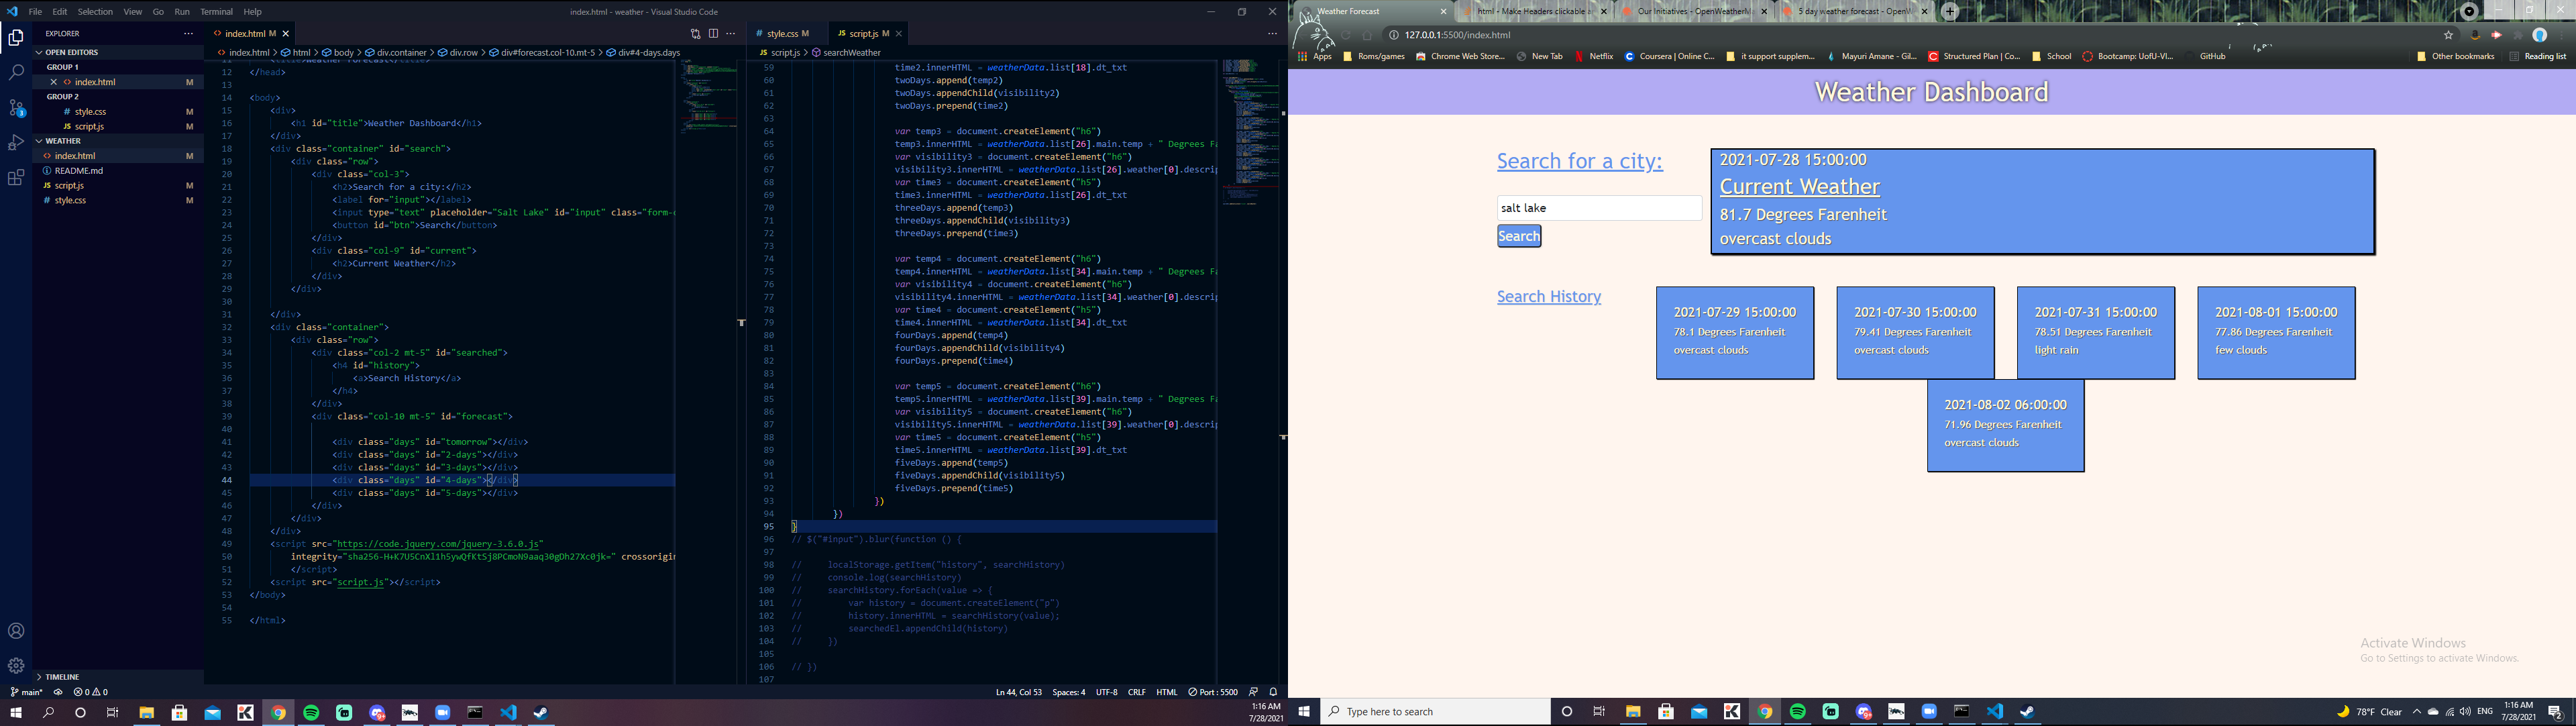 File Edit Selection View Go Run Terminal Help
index.html - weather - Visual Studio Code
EXPLORER
OPEN EDITORS
GROUP 1
index.html M
GROUP 2
style.css M
script.js M
WEATHER
index.html M
README.md
script.js M
style.css M
TIMELINE
index.html M
index.html > html > body > div.container > div.row > div#forecast.col-10.mt-5 > div#4-days.days
12 </head>
13
14 <body>
15 <div>
16 <h1 id="title">Weather Dashboard</h1>
17 </div>
18 <div class="container" id="search">
19 <div class="row">
20 <div class="col-3">
21 <h2>Search for a city:</h2>
22 <label for="input"></label>
23 <input type="text" placeholder="Salt Lake" id="input" class="form-c
24 <button id="btn">Search</button>
25 </div>
26 <div class="col-9" id="current">
27 <h2>Current Weather</h2>
28 </div>
29 </div>
30
31 </div>
32 <div class="container">
33 <div class="row">
34 <div class="col-2 mt-5" id="searched">
35 <h4 id="history">
36 <a>Search History</a>
37 </h4>
38 </div>
39 <div class="col-10 mt-5" id="forecast">
40
41 <div class="days" id="tomorrow"></div>
42 <div class="days" id="2-days"></div>
43 <div class="days" id="3-days"></div>
44 <div class="days" id="4-days"></div>
45 <div class="days" id="5-days"></div>
46 </div>
47 </div>
48 </div>
49 <script src="https://code.jquery.com/jquery-3.6.0.js"
50 crossorigin
51 </script>
52 <script src="script.js"></script>
53 </body>
54
55 </html>
style.css M script.js M
script.js > searchWeather
59 time2.innerHTML = weatherData.list[18].dt_txt
60 twoDays.append(temp2)
61 twoDays.appendChild(visibility2)
62 twoDays.prepend(time2)
63
64 var temp3 = document.createElement("h6")
65 temp3.innerHTML = weatherData.list[26].main.temp + " Degrees Fa
66 var visibility3 = document.createElement("h6")
67 visibility3.innerHTML = weatherData.list[26].weather[0].descrip
68 var time3 = document.createElement("h5")
69 time3.innerHTML = weatherData.list[26].dt_txt
70 threeDays.append(temp3)
71 threeDays.appendChild(visibility3)
72 threeDays.prepend(time3)
73
74 var temp4 = document.createElement("h6")
75 temp4.innerHTML = weatherData.list[34].main.temp + " Degrees Fa
76 var visibility4 = document.createElement("h6")
77 visibility4.innerHTML = weatherData.list[34].weather[0].descrip
78 var time4 = document.createElement("h5")
79 time4.innerHTML = weatherData.list[34].dt_txt
80 fourDays.append(temp4)
81 fourDays.appendChild(visibility4)
82 fourDays.prepend(time4)
83
84 var temp5 = document.createElement("h6")
85 temp5.innerHTML = weatherData.list[39].main.temp + " Degrees Fa
86 var visibility5 = document.createElement("h6")
87 visibility5.innerHTML = weatherData.list[39].weather[0].descrip
88 var time5 = document.createElement("h5")
89 time5.innerHTML = weatherData.list[39].dt_txt
90 fiveDays.append(temp5)
91 fiveDays.appendChild(visibility5)
92 fiveDays.prepend(time5)
93 })
94 })
95 }
96 // $("#input").blur(function () {
97
98 // localStorage.getItem("history", searchHistory)
99 // console.log(searchHistory)
100 // searchHistory.forEach(value => {
101 // var history = document.createElement("p")
102 // history.innerHTML = searchHistory(value);
103 // searchedEl.appendChild(history)
104 // })
105
106 // })
107
main* 0 0
Ln 44, Col 53 Spaces: 4 UTF-8 CRLF HTML Port : 5500
1:16 AM
7/28/2021
Weather Forecast
html - Make Headers clickable a
Our Initiatives - OpenWeatherM
5 day weather forecast - OpenW
127.0.0.1:5500/index.html
Apps Roms/games Chrome Web Store... New Tab Netflix Coursera | Online C... it support supplem... Mayuri Amane - Gil... Structured Plan | Co... School Bootcamp: UofU-VI... GitHub Other bookmarks Reading list
Weather Dashboard
Search for a city:
salt lake
Search
2021-07-28 15:00:00
Current Weather
81.7 Degrees Farenheit
overcast clouds
Search History
2021-07-29 15:00:00
78.1 Degrees Farenheit
overcast clouds
2021-07-30 15:00:00
79.41 Degrees Farenheit
overcast clouds
2021-07-31 15:00:00
78.51 Degrees Farenheit
light rain
2021-08-01 15:00:00
77.86 Degrees Farenheit
few clouds
2021-08-02 06:00:00
71.96 Degrees Farenheit
overcast clouds
Activate Windows
Go to Settings to activate Windows.
Type here to search
78°F Clear
ENG
1:16 AM
7/28/2021